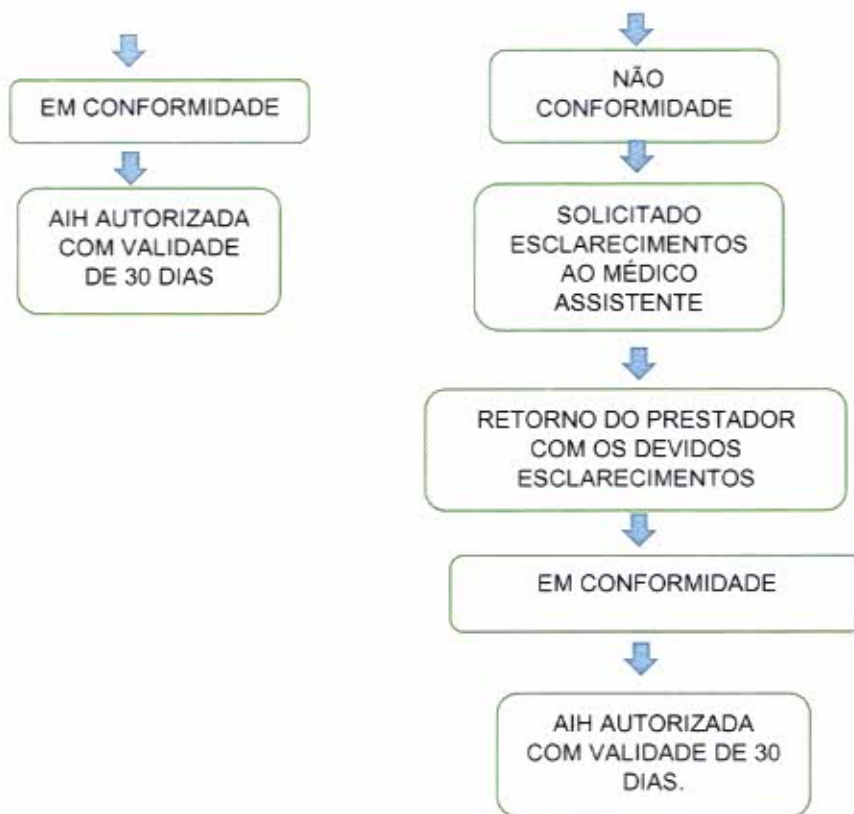 EM CONFORMIDADE
AIH AUTORIZADA
COM VALIDADE
DE 30 DIAS
NÃO
CONFORMIDADE
SOLICITADO
ESCLARECIMENTOS
AO MÉDICO
ASSISTENTE
RETORNO DO PRESTADOR
COM OS DEVIDOS
ESCLARECIMENTOS
EM CONFORMIDADE
AIH AUTORIZADA
COM VALIDADE DE 30
DIAS.